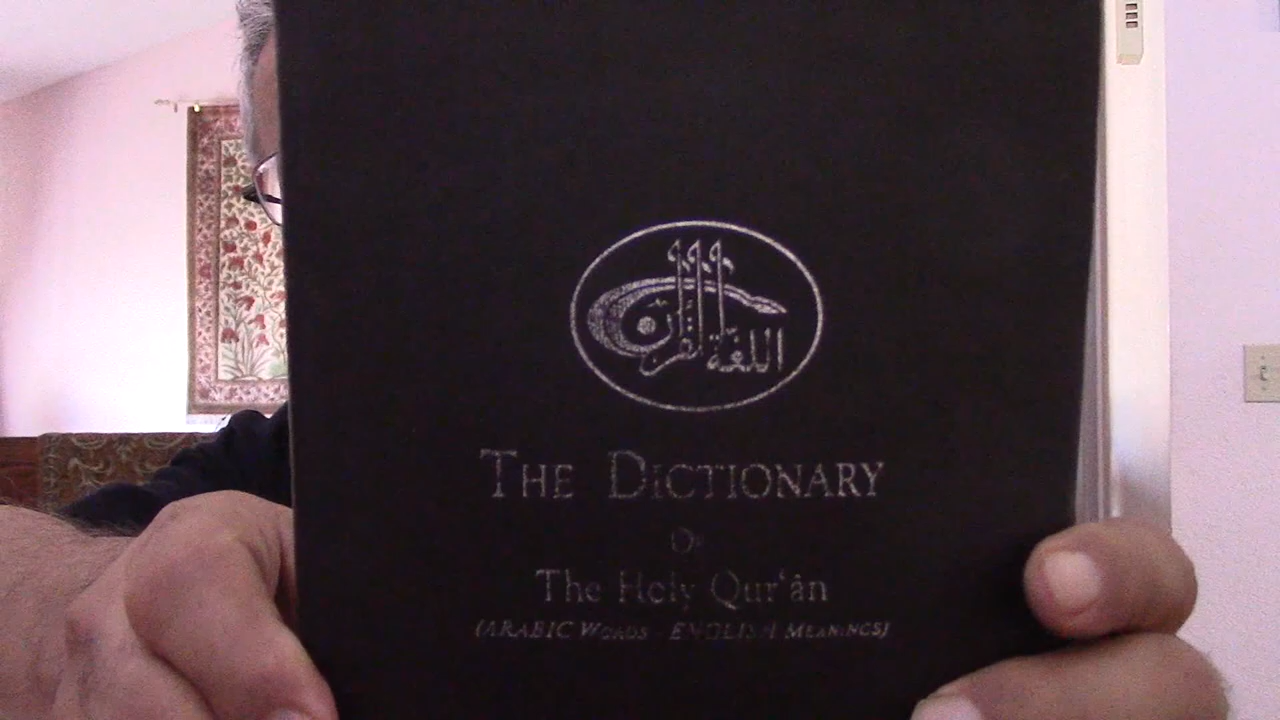 اللغة القرآن
THE DICTIONARY
OF
The Holy Qur‘ân
(ARABIC WORDS - ENGLISH MEANINGS)